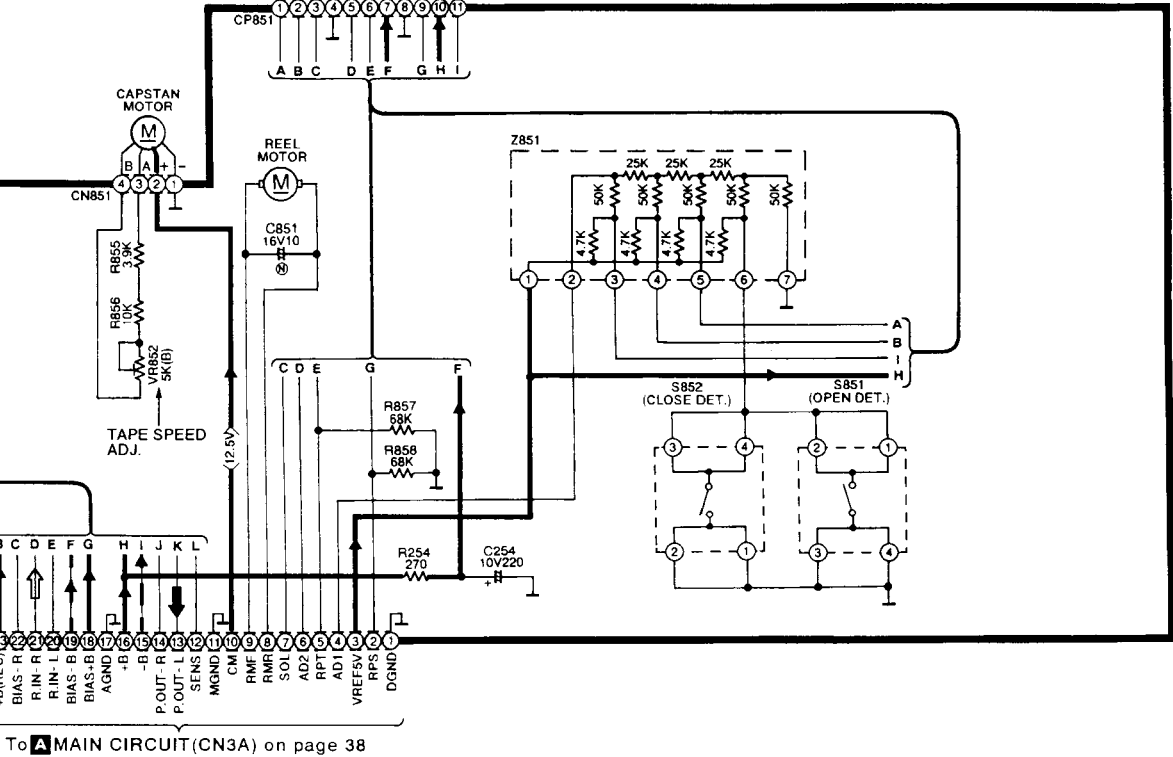 CP851
1 2 3 4 5 6 7 8 9 10 11
A B C D E F G H I
CAPSTAN
MOTOR
M
B A + −
4 3 2 1
CN851
REEL
MOTOR
M
C851
16V10
N
R855
3.9K
R856
10K
VR852
5K(B)
TAPE SPEED
ADJ.
12.5V
Z851
25K 25K 25K
50K 50K 50K 50K 50K
4.7K 4.7K 4.7K 4.7K
1 2 3 4 5 6 7
A
B
I
H
C D E G F
R857
68K
R858
68K
S852
(CLOSE DET.)
S851
(OPEN DET.)
3 4 2 1
2 1 3 4
R254
270
C254
10V220
+
C D E F G H I J K L
22 21 20 19 18 17 16 15 14 13 12 11 10 9 8 7 6 5 4 3 2 1
BIAS-R
R.IN-R
R.IN-L
BIAS-B
BIAS+B
AGND
+B
-B
P.OUT-R
P.OUT-L
SENS
MGND
CM
RMF
RMR
SOL
AD2
RPT
AD1
VREF5V
RPS
DGND
To A MAIN CIRCUIT(CN3A) on page 38